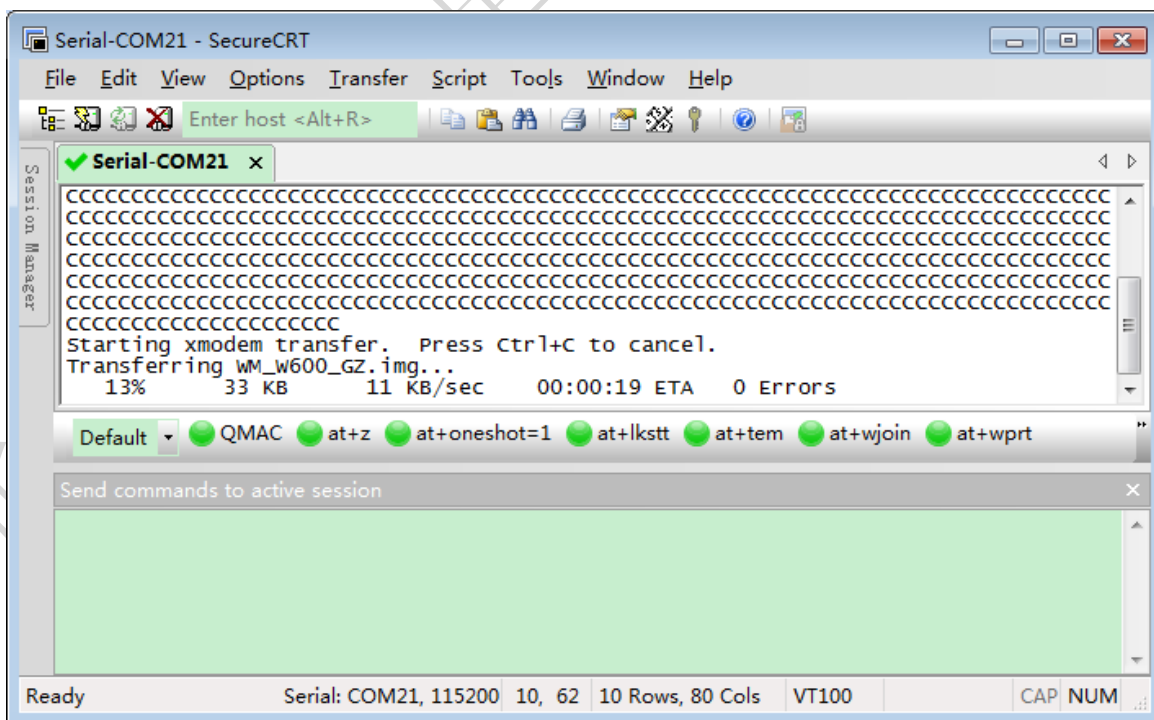 Serial-COM21 - SecureCRT
File Edit View Options Transfer Script Tools Window Help
Enter host <Alt+R>
Session Manager
Serial-COM21 x
CCCCCCCCCCCCCCCCCCCCCCCCCCCCCCCCCCCCCCCCCCCCCCCCCCCCCCCCCCCCCCCCCCCCCCCCCCCCCCCC
CCCCCCCCCCCCCCCCCCCCCCCCCCCCCCCCCCCCCCCCCCCCCCCCCCCCCCCCCCCCCCCCCCCCCCCCCCCCCCCC
CCCCCCCCCCCCCCCCCCCCCCCCCCCCCCCCCCCCCCCCCCCCCCCCCCCCCCCCCCCCCCCCCCCCCCCCCCCCCCCC
CCCCCCCCCCCCCCCCCCCCCCCCCCCCCCCCCCCCCCCCCCCCCCCCCCCCCCCCCCCCCCCCCCCCCCCCCCCCCCCC
CCCCCCCCCCCCCCCCCCCCCCCCCCCCCCCCCCCCCCCCCCCCCCCCCCCCCCCCCCCCCCCCCCCCCCCCCCCCCCCC
CCCCCCCCCCCCCCCCCCCCCCCCCCCCCCCCCCCCCCCCCCCCCCCCCCCCCCCCCCCCCCCCCCCCCCCCCCCCCCCC
CCCCCCCCCCCCCCCCCCCCC
Starting xmodem transfer. Press Ctrl+C to cancel.
Transferring WM_W600_GZ.img...
13% 33 KB 11 KB/sec 00:00:19 ETA 0 Errors
Default QMAC at+z at+oneshot=1 at+lkstt at+tem at+wjoin at+wprt
Send commands to active session
Ready Serial: COM21, 115200 10, 62 10 Rows, 80 Cols VT100 CAP NUM